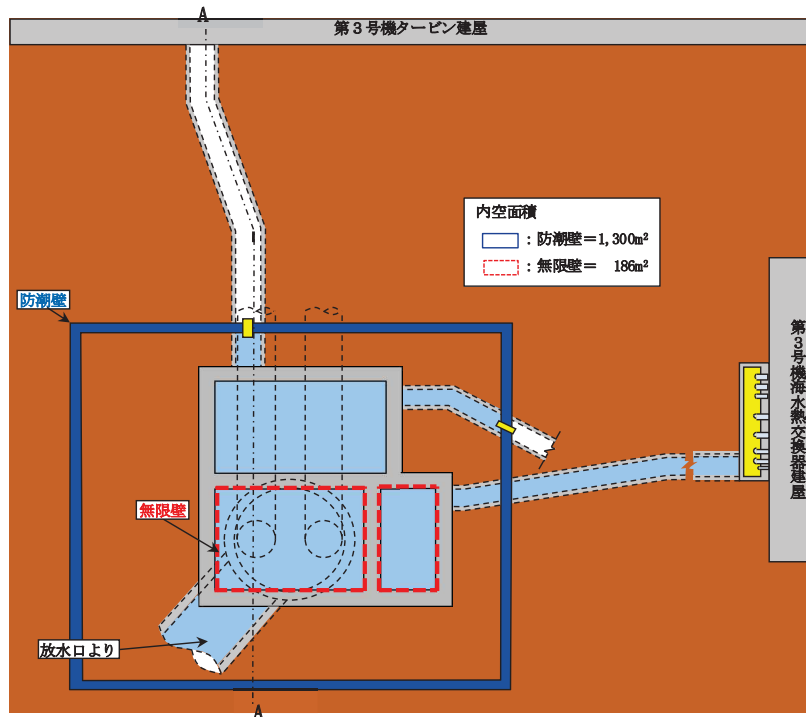 A
第3号機タービン建屋
内空面積
：防潮壁＝1,300m²
：無限壁＝ 186m²
防潮壁
第3号機海水熱交換器建屋
無限壁
放水口より
A